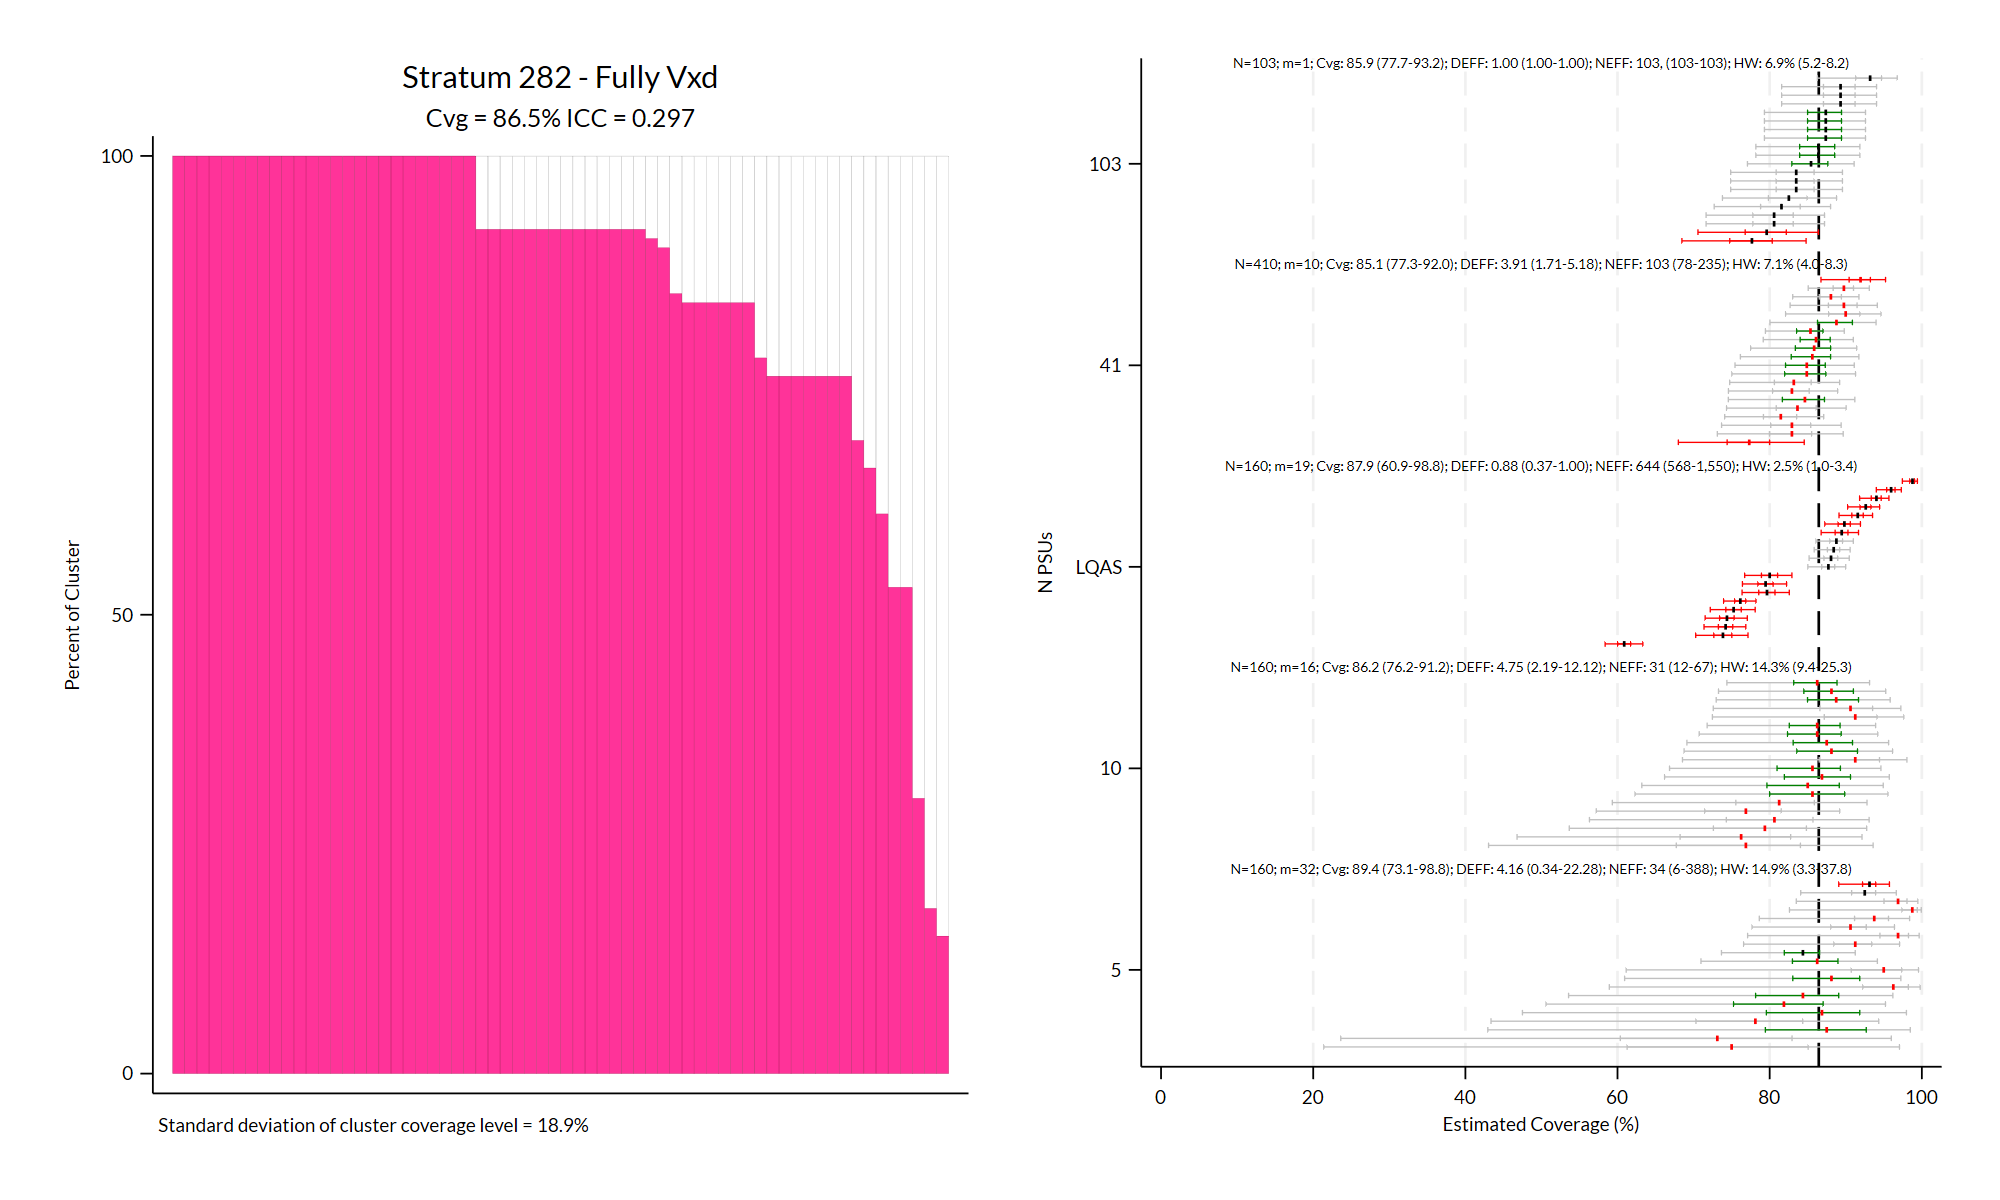 Stratum 282 - Fully Vxd
Cvg = 86.5% ICC = 0.297
100
50
0
Percent of Cluster
Standard deviation of cluster coverage level = 18.9%
N=103; m=1; Cvg: 85.9 (77.7-93.2); DEFF: 1.00 (1.00-1.00); NEFF: 103, (103-103); HW: 6.9% (5.2-8.2)
103
N=410; m=10; Cvg: 85.1 (77.3-92.0); DEFF: 3.91 (1.71-5.18); NEFF: 103 (78-235); HW: 7.1% (4.0-8.3)
41
N=160; m=19; Cvg: 87.9 (60.9-98.8); DEFF: 0.88 (0.37-1.00); NEFF: 644 (568-1,550); HW: 2.5% (1.0-3.4)
LQAS
N=160; m=16; Cvg: 86.2 (76.2-91.2); DEFF: 4.75 (2.19-12.12); NEFF: 31 (12-67); HW: 14.3% (9.4-25.3)
10
N=160; m=32; Cvg: 89.4 (73.1-98.8); DEFF: 4.16 (0.34-22.28); NEFF: 34 (6-388); HW: 14.9% (3.3-37.8)
5
N PSUs
0 20 40 60 80 100
Estimated Coverage (%)